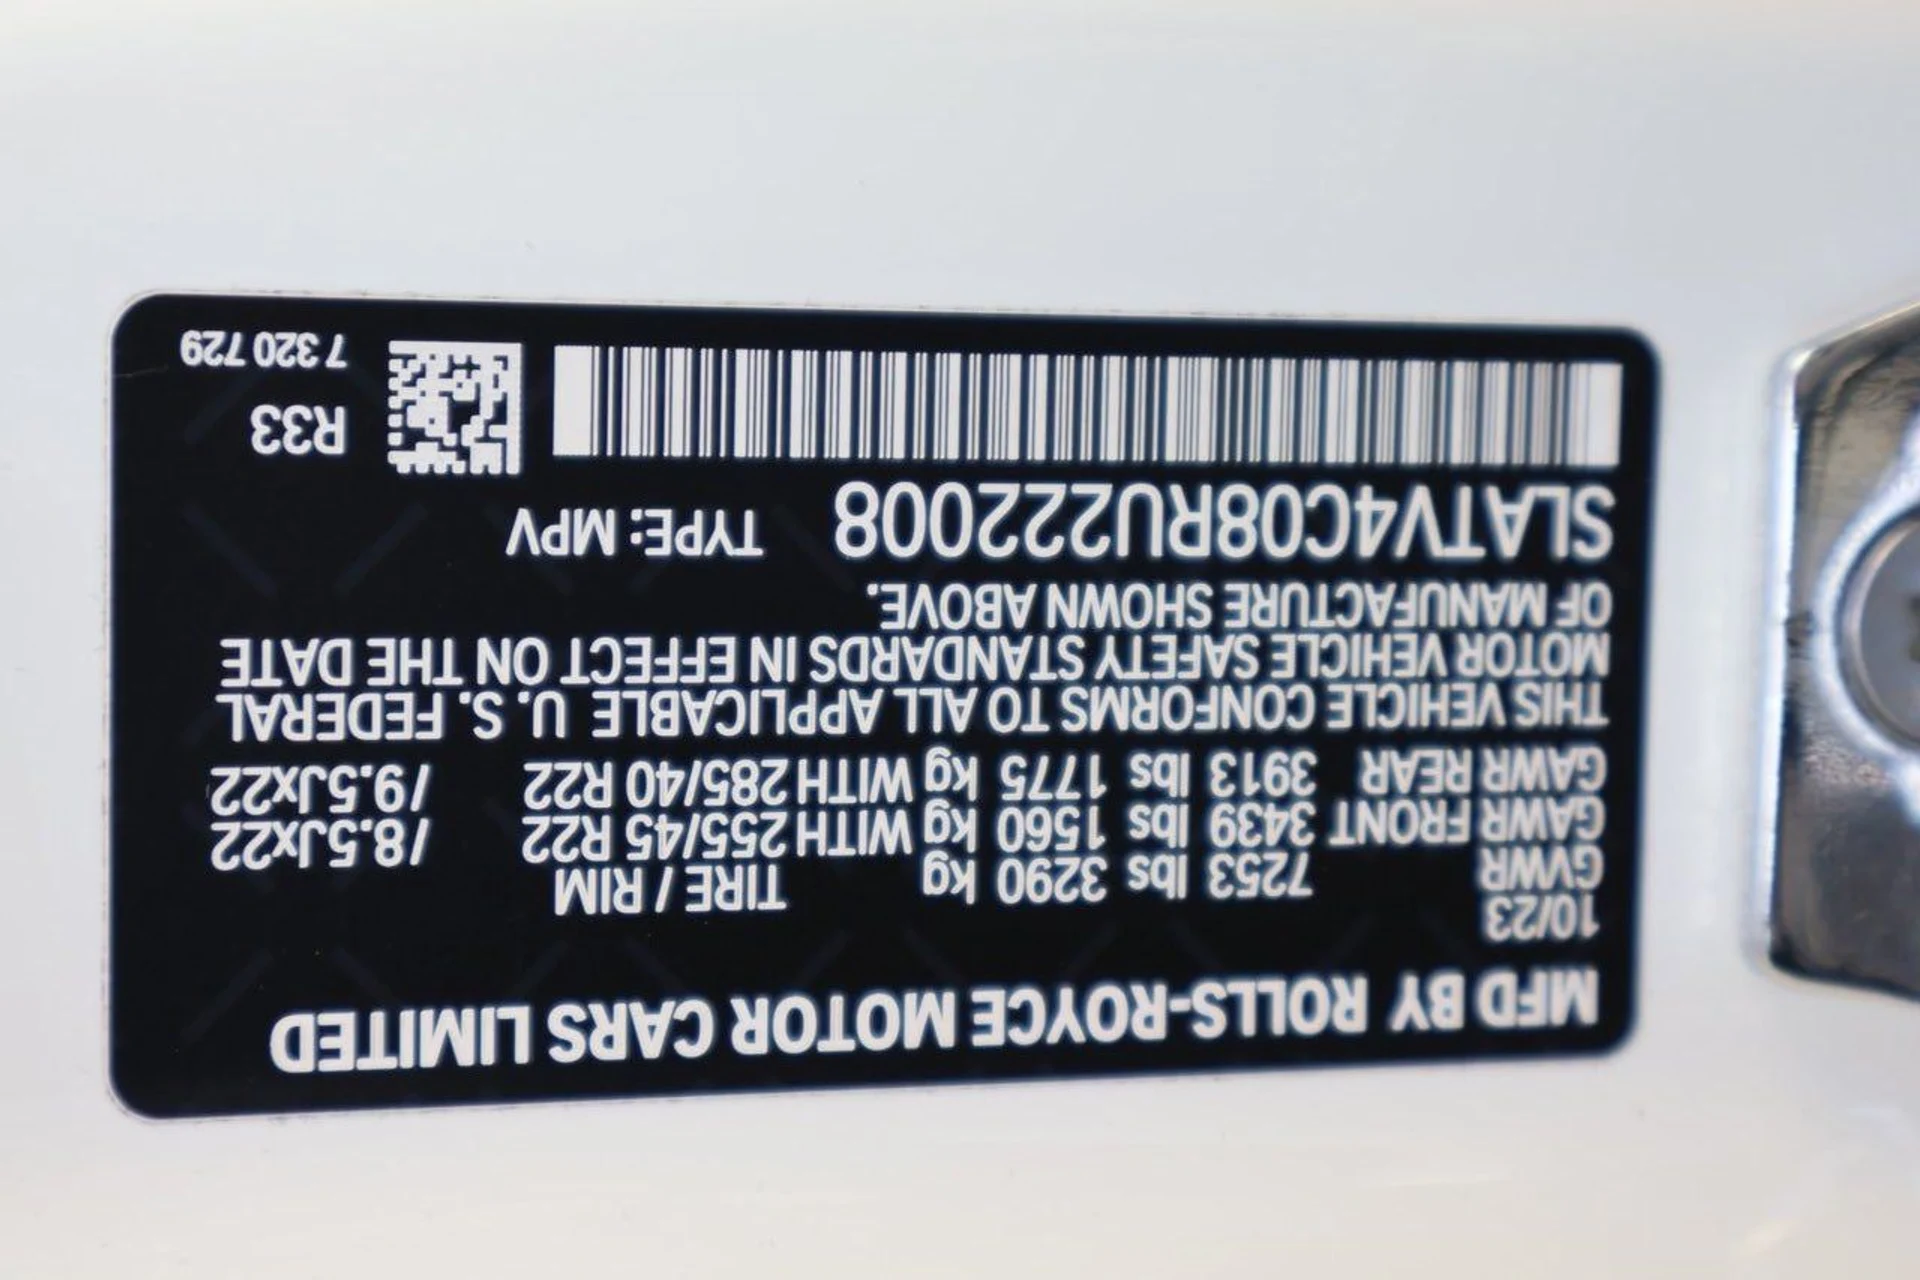 MFD BY ROLLS-ROYCE MOTOR CARS LIMITED
10/23 TIRE / RIM
GVWR 7253 lbs 3290 kg
GAWR FRONT 3439 lbs 1560 kg WITH 255/45 R22 /8.5Jx22
GAWR REAR 3913 lbs 1775 kg WITH 285/40 R22 /9.5Jx22
THIS VEHICLE CONFORMS TO ALL APPLICABLE U. S. FEDERAL
MOTOR VEHICLE SAFETY STANDARDS IN EFFECT ON THE DATE
OF MANUFACTURE SHOWN ABOVE.
SLATV4C08RU222008 TYPE: MPV
R33
7 320 729